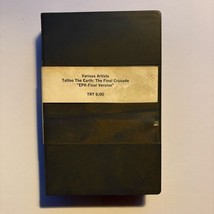 Various Artists
Tattoo The Earth: The Final Crusade
"EPK-Final Version"
TRT 6:00